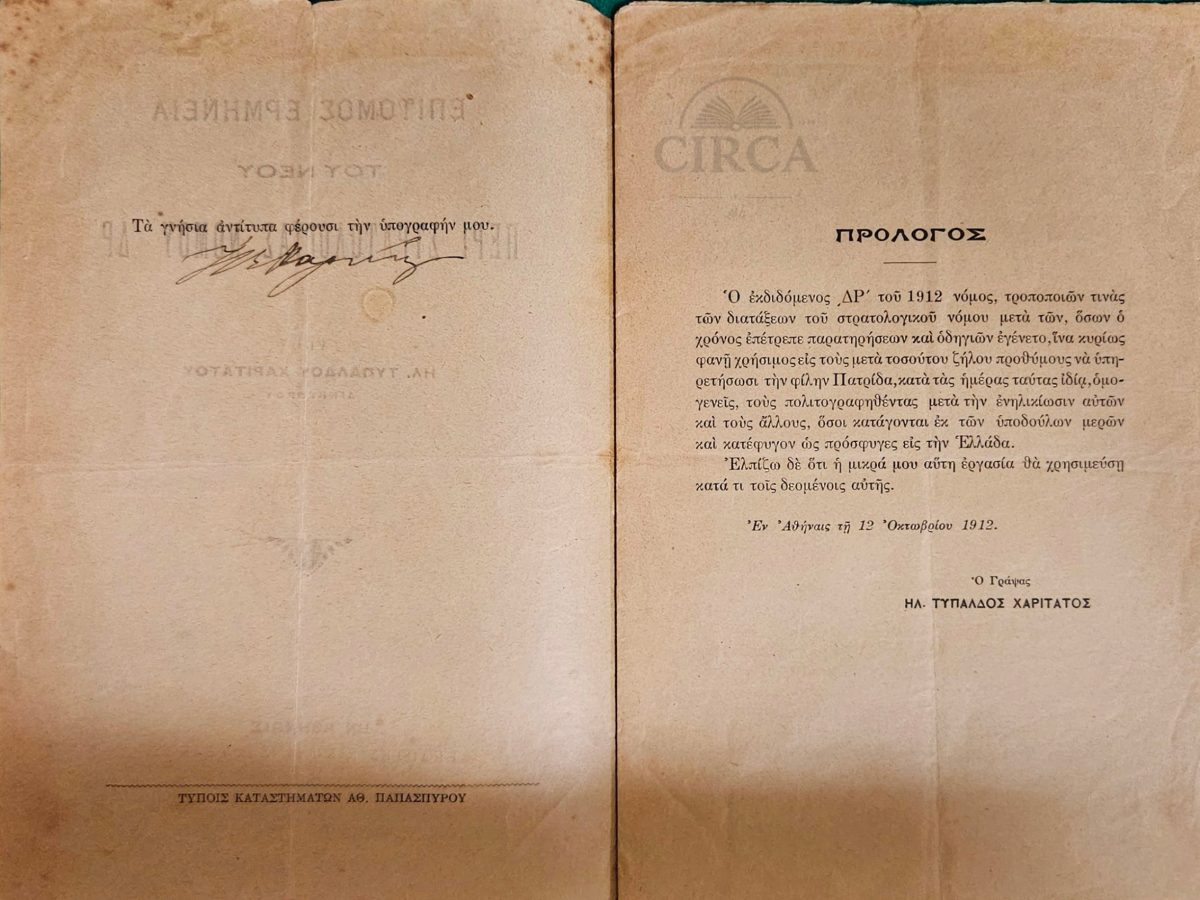 Τὰ γνήσια ἀντίτυπα φέρουσι τὴν ὑπογραφήν μου.
ΤΥΠΟΙΣ ΚΑΤΑΣΤΗΜΑΤΩΝ ΑΘ. ΠΑΠΑΣΠΥΡΟΥ
CIRCA
ΠΡΟΛΟΓΟΣ
Ὁ ἐκδιδόμενος ͵ΔΡʹ τοῦ 1912 νόμος, τροποποιῶν τινὰς
τῶν διατάξεων τοῦ στρατολογικοῦ νόμου μετὰ τῶν, ὅσων ὁ
χρόνος ἐπέτρεπε παρατηρήσεων καὶ ὁδηγιῶν ἐγένετο, ἵνα κυρίως
φανῇ χρήσιμος εἰς τοὺς μετὰ τοσούτου ζήλου προθύμους νὰ ὑπη-
ρετήσωσι τὴν φίλην Πατρίδα, κατὰ τὰς ἡμέρας ταύτας ἰδίᾳ, ὁμο-
γενεῖς, τοὺς πολιτογραφηθέντας μετὰ τὴν ἐνηλικίωσιν αὐτῶν
καὶ τοὺς ἄλλους, ὅσοι κατάγονται ἐκ τῶν ὑποδούλων μερῶν
καὶ κατέφυγον ὡς πρόσφυγες εἰς τὴν Ἑλλάδα.
Ἐλπίζω δὲ ὅτι ἡ μικρά μου αὕτη ἐργασία θὰ χρησιμεύσῃ
κατά τι τοῖς δεομένοις αὐτῆς.
Ἐν Ἀθήναις τῇ 12 Ὀκτωβρίου 1912.
Ὁ Γράψας
ΗΛ. ΤΥΠΑΛΔΟΣ ΧΑΡΙΤΑΤΟΣ